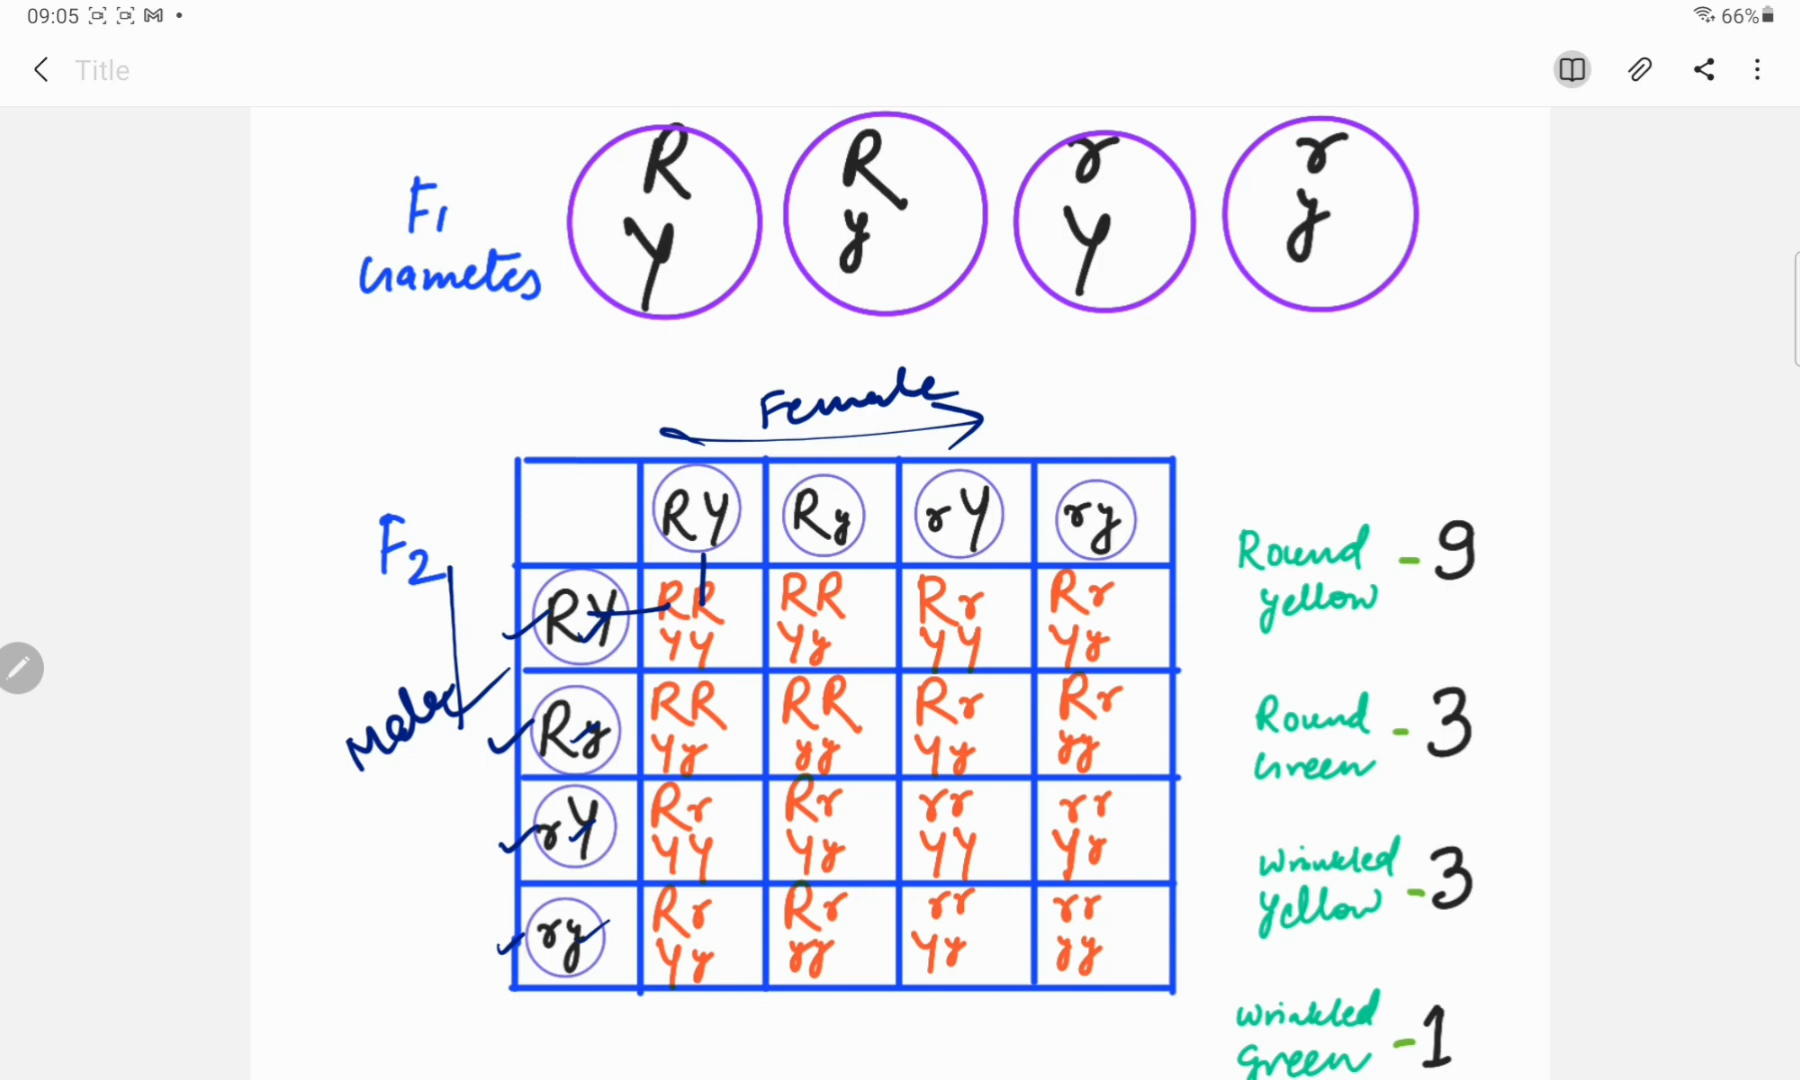 09:05
66%
Title
R R r r
Y y Y y
F1
Gametes
Female
RY Ry rY ry
F2
RY RR RR Rr Rr
YY Yy YY Yy
Ry RR RR Rr Rr
Yy yy Yy yy
rY Rr Rr rr rr
YY Yy YY Yy
ry Rr Rr rr rr
Yy yy Yy yy
Round
yellow - 9
Round
Green - 3
wrinkled
yellow - 3
wrinkled
green - 1